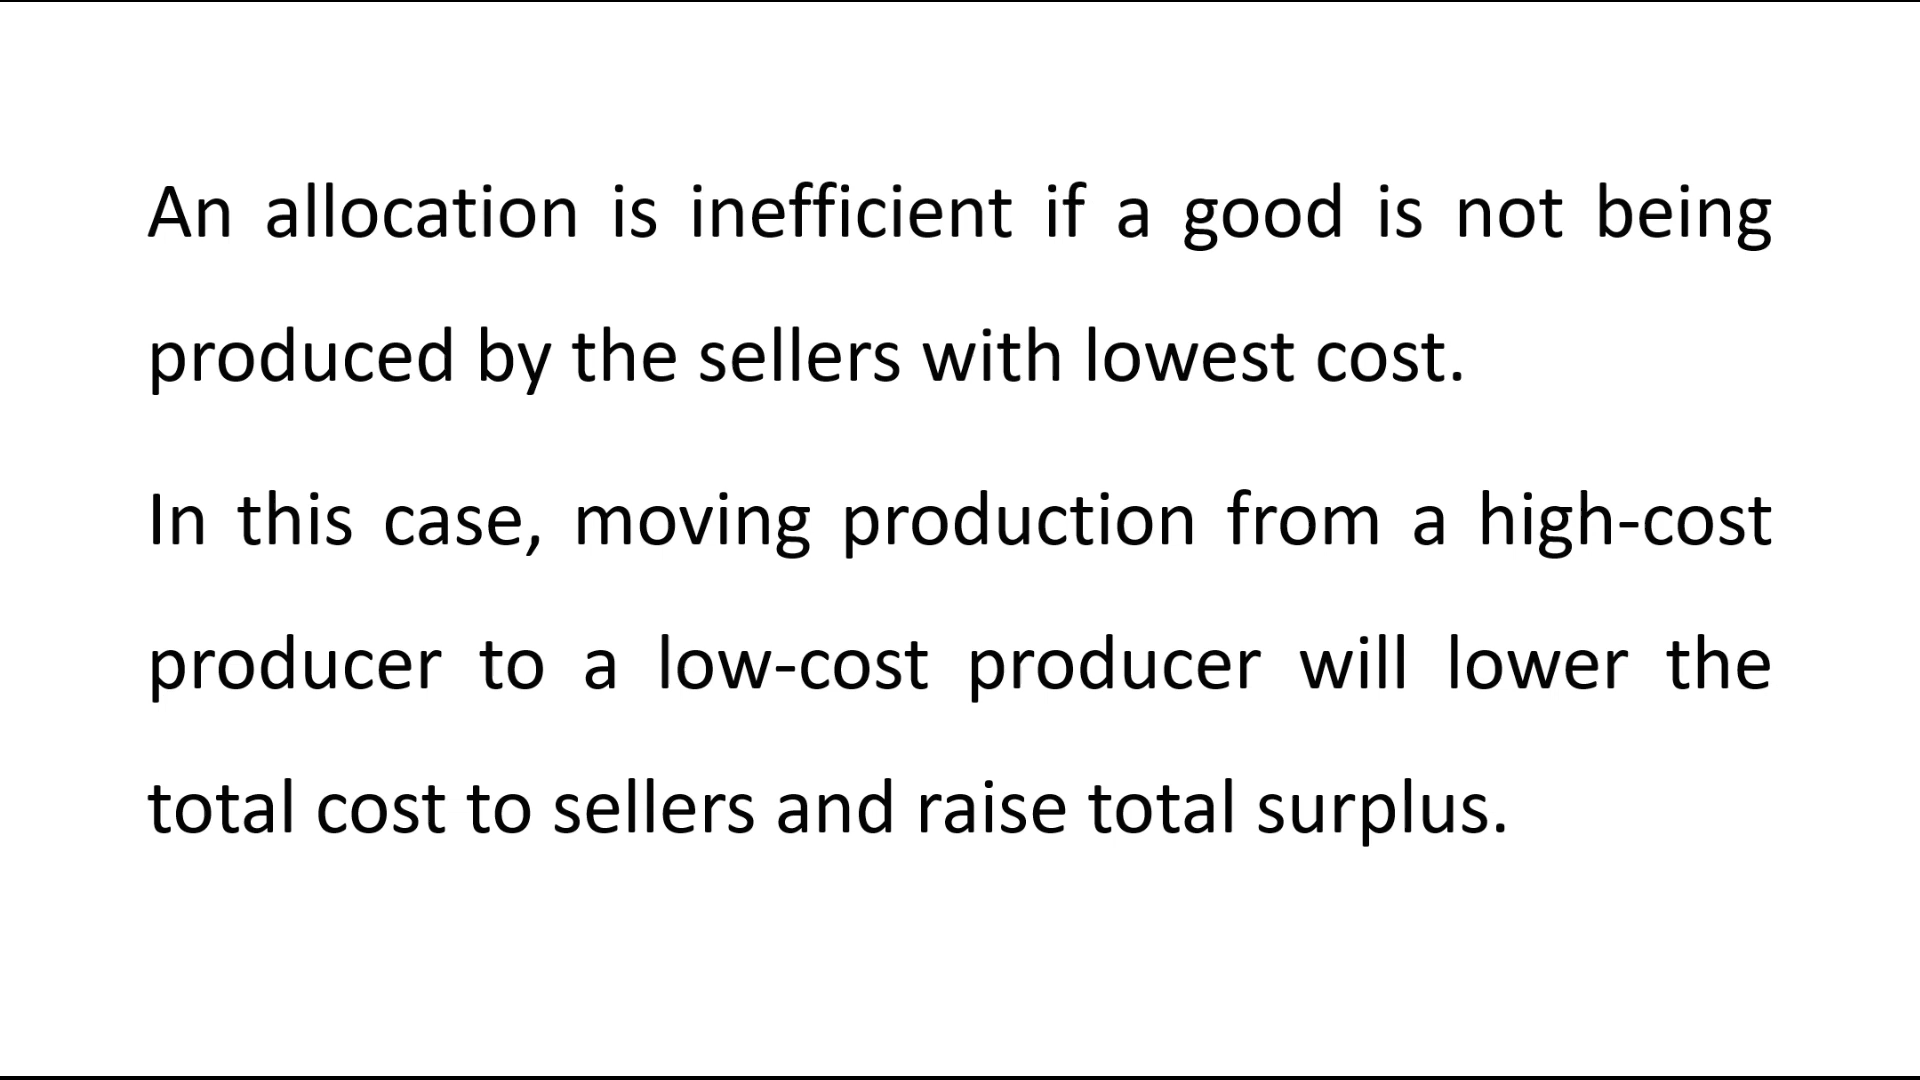 An allocation is inefficient if a good is not being
produced by the sellers with lowest cost.
In this case, moving production from a high-cost
producer to a low-cost producer will lower the
total cost to sellers and raise total surplus.